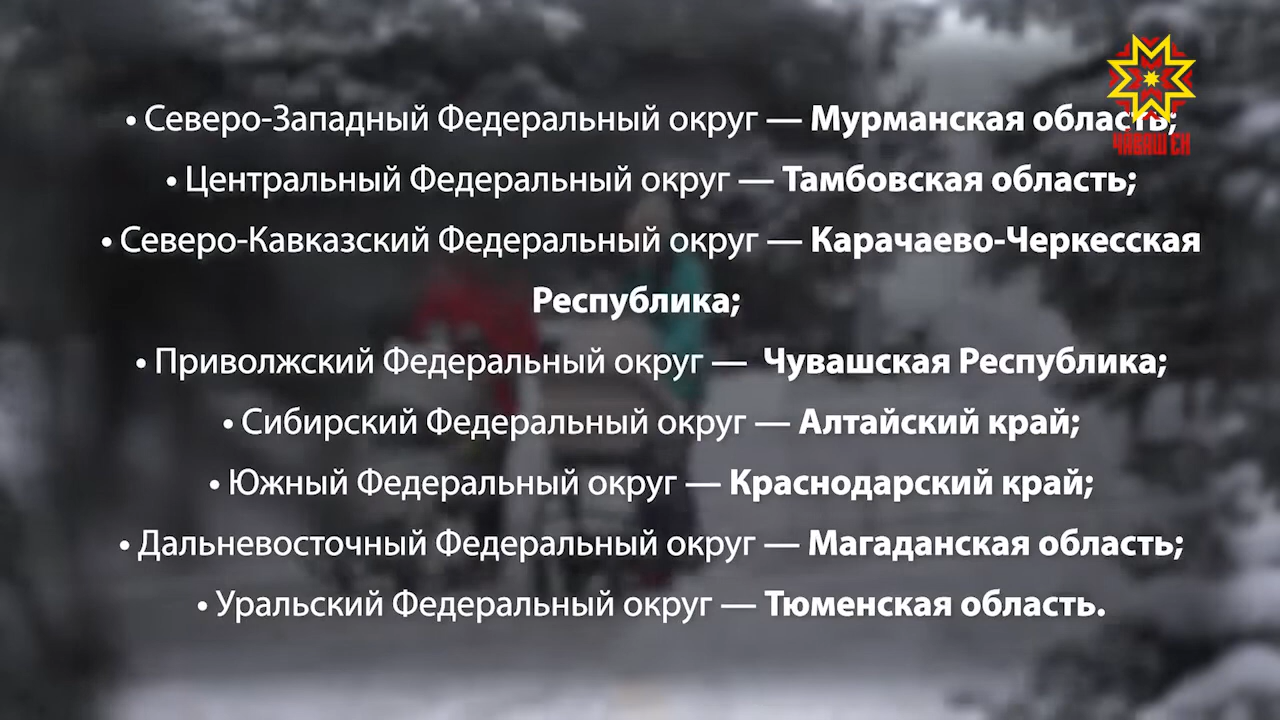 • Северо-Западный Федеральный округ — Мурманская область;
• Центральный Федеральный округ — Тамбовская область;
• Северо-Кавказский Федеральный округ — Карачаево-Черкесская
Республика;
• Приволжский Федеральный округ — Чувашская Республика;
• Сибирский Федеральный округ — Алтайский край;
• Южный Федеральный округ — Краснодарский край;
• Дальневосточный Федеральный округ — Магаданская область;
• Уральский Федеральный округ — Тюменская область.
ЧӐВАШ ЕН